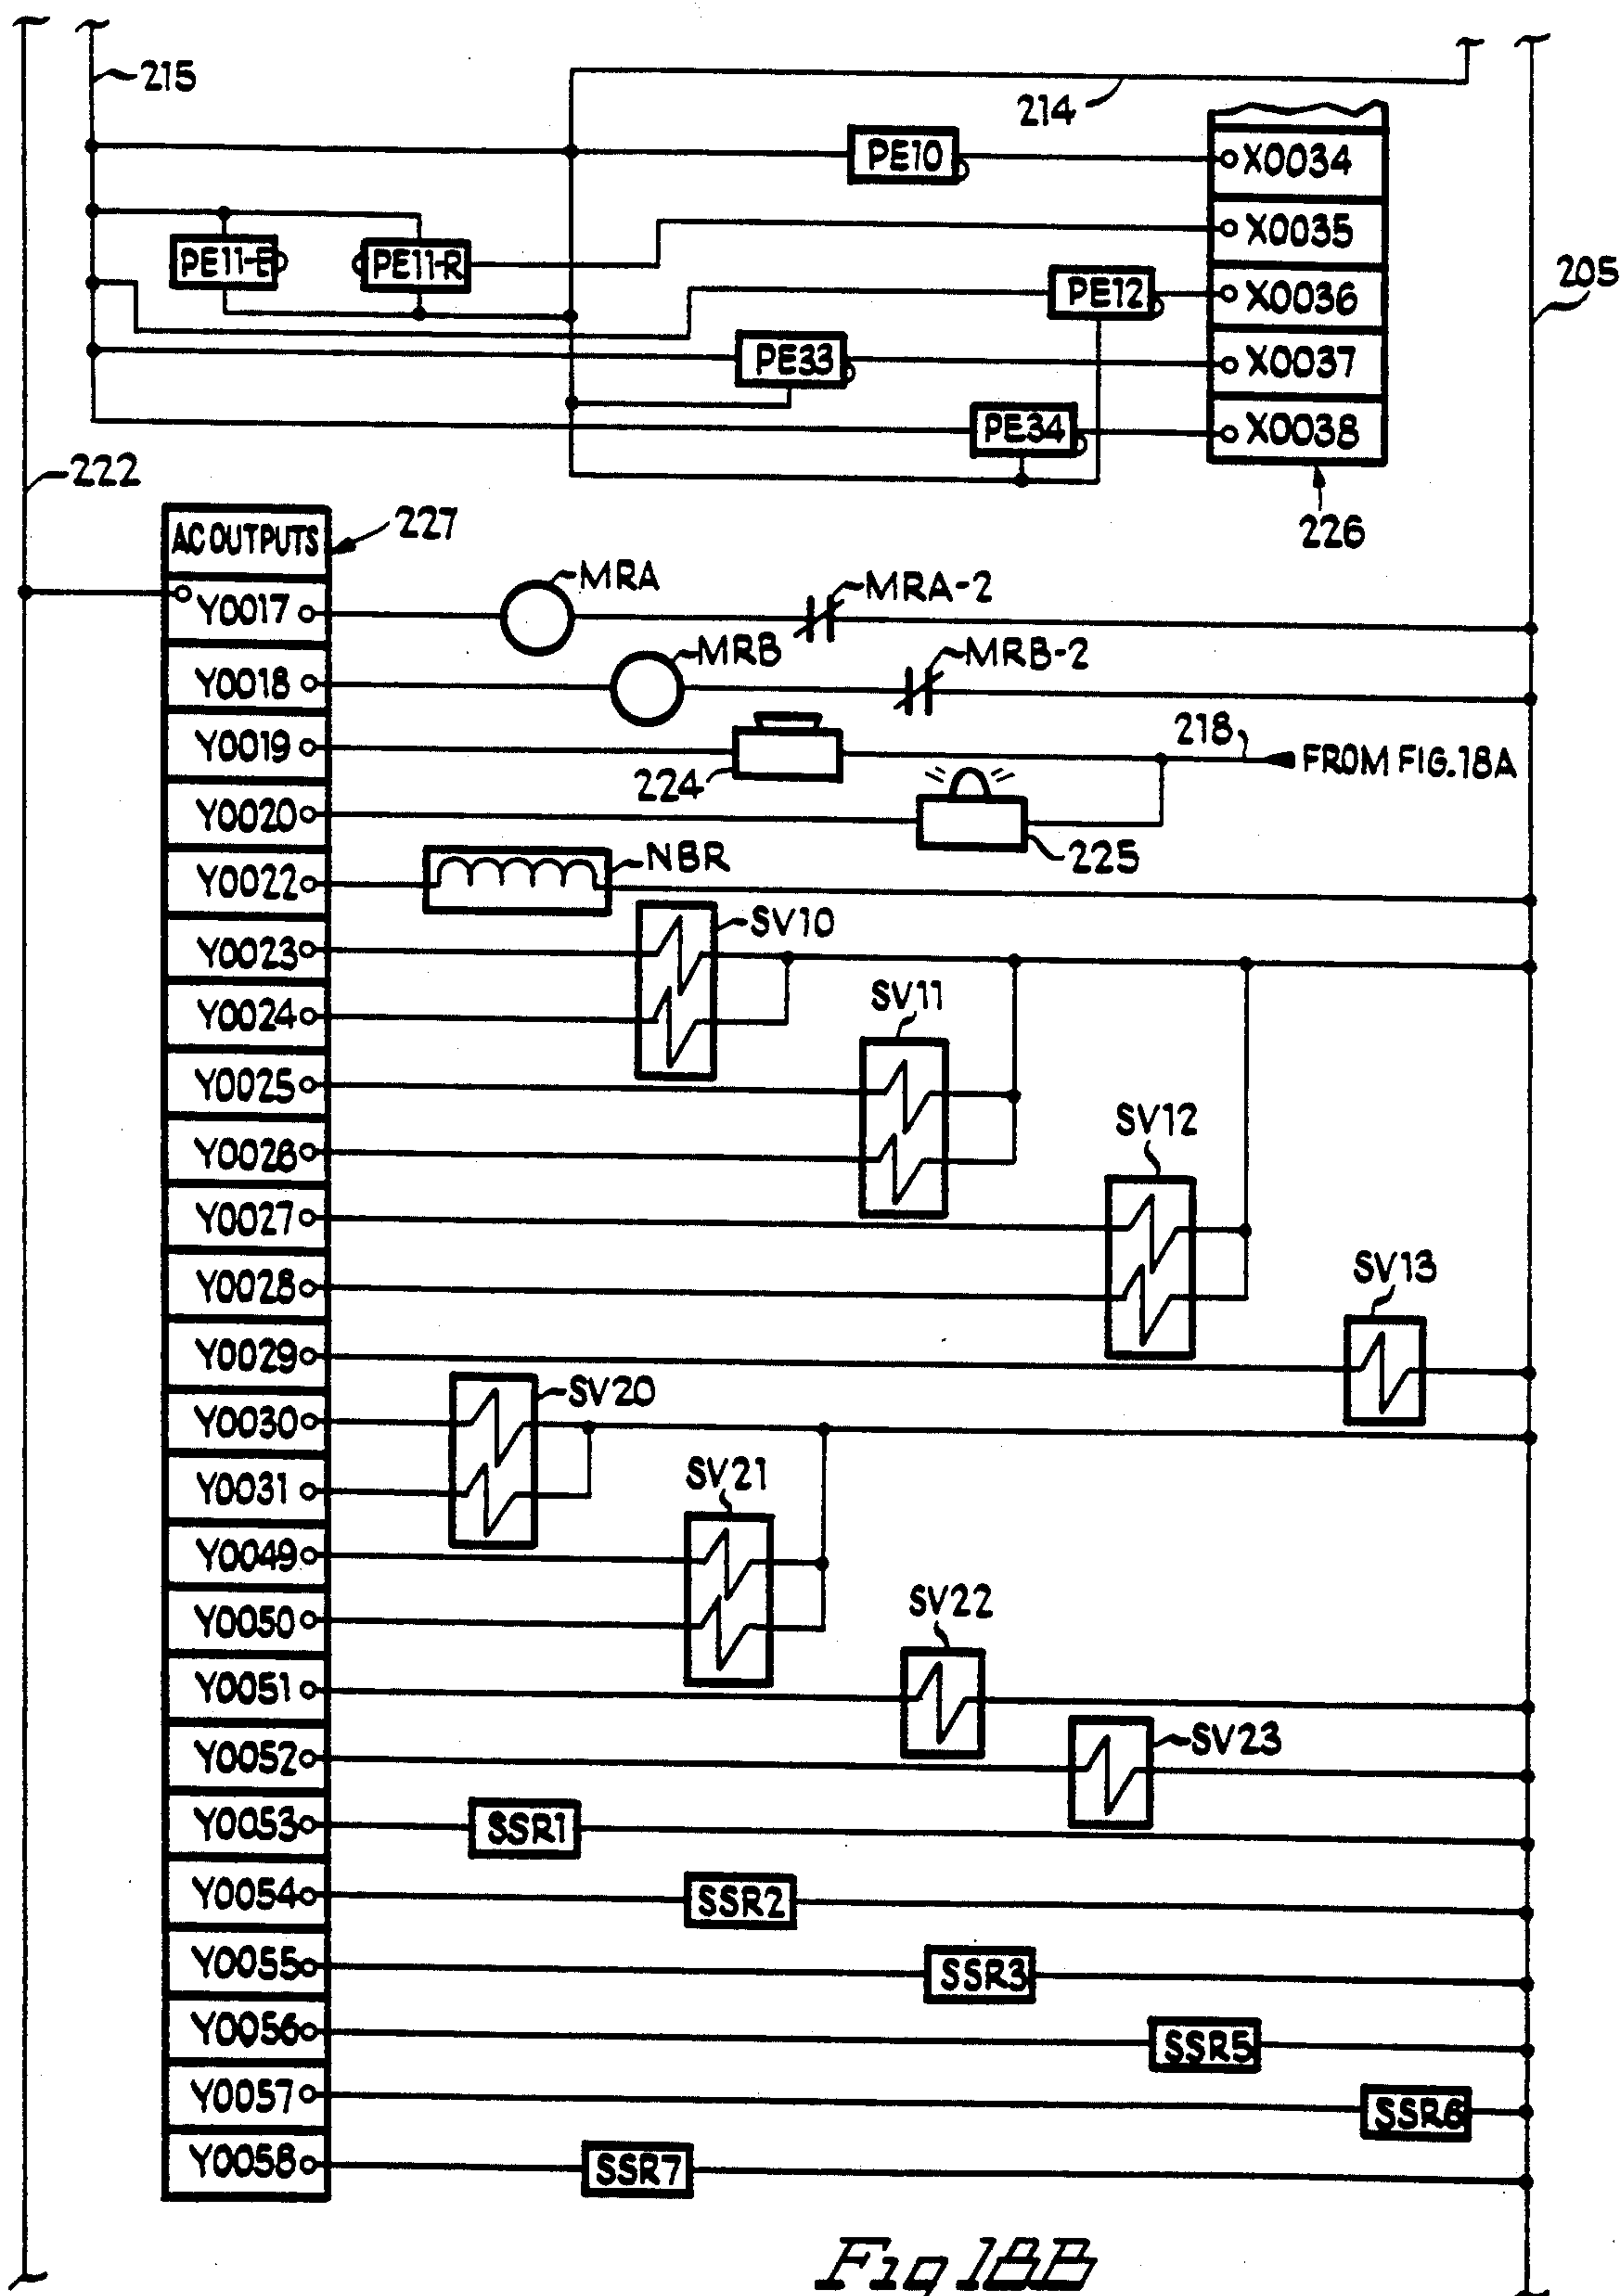 215
214
PE10
X0034
X0035
PE11-E
PE11-R
205
PE12
X0036
PE33
X0037
PE34
X0038
222
226
AC OUTPUTS
227
MRA
MRA-2
Y0017
MRB
MRB-2
Y0018
Y0019
224
218
FROM FIG.18A
Y0020
225
NBR
Y0022
SV10
Y0023
SV11
Y0024
Y0025
SV12
Y0026
Y0027
SV13
Y0028
Y0029
SV20
Y0030
SV21
Y0031
Y0049
SV22
Y0050
Y0051
SV23
Y0052
Y0053
SSR1
Y0054
SSR2
Y0055
SSR3
Y0056
SSR5
Y0057
SSR6
Y0058
SSR7
Fig 18B